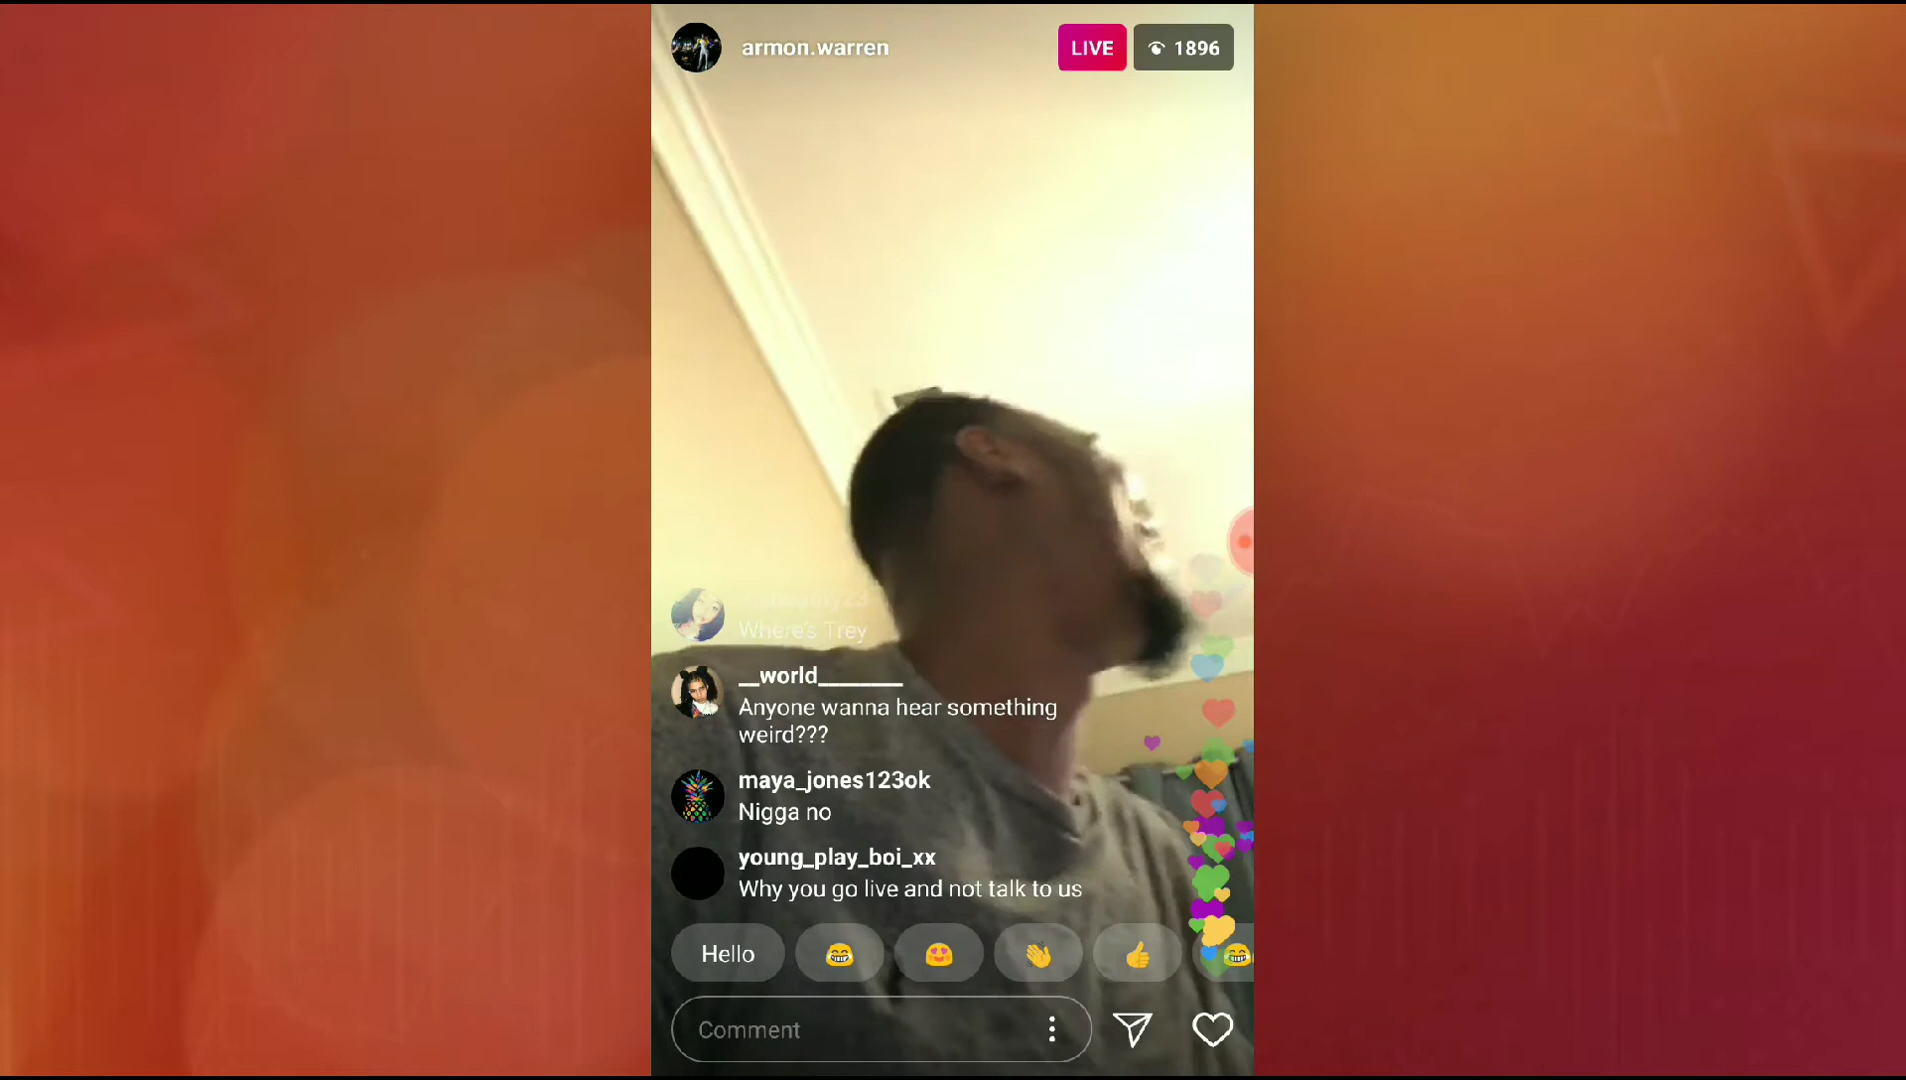 armon.warren
LIVE
1896
Where's Trey
__world________
Anyone wanna hear something
weird???
maya_jones123ok
Nigga no
young_play_boi_xx
Why you go live and not talk to us
Hello
Comment